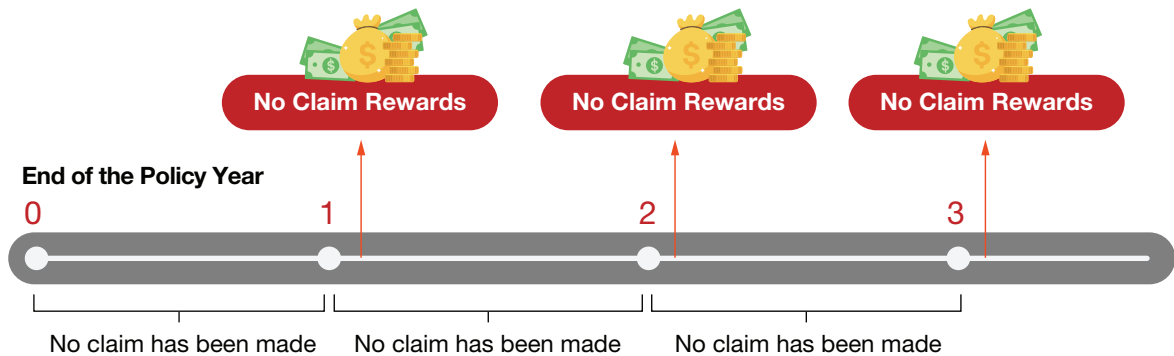 No Claim Rewards
No Claim Rewards
No Claim Rewards
End of the Policy Year
0 1 2 3
No claim has been made
No claim has been made
No claim has been made